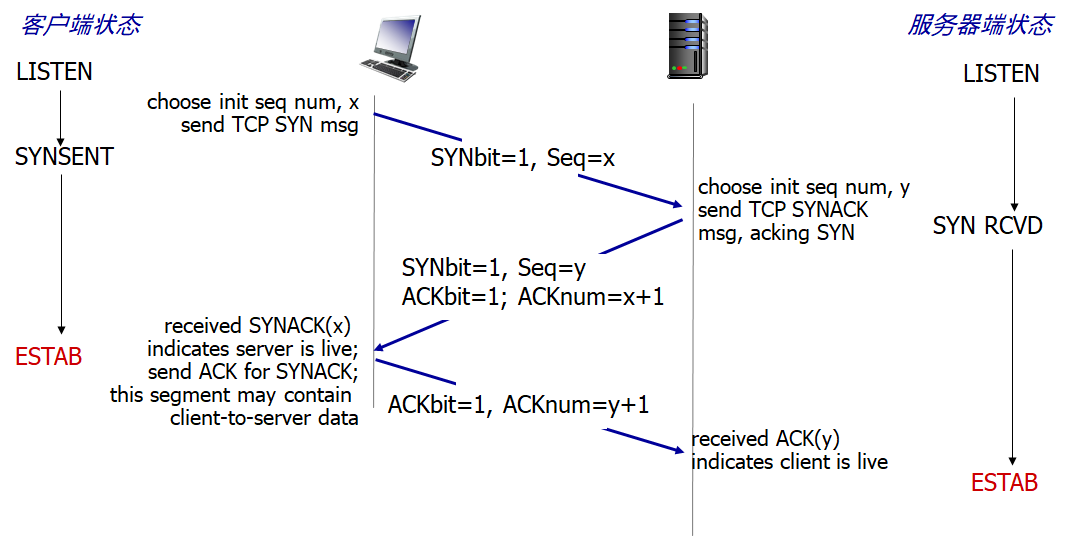 客户端状态
服务器端状态
LISTEN
LISTEN
choose init seq num, x
send TCP SYN msg
SYNSENT
SYNbit=1, Seq=x
choose init seq num, y
send TCP SYNACK
msg, acking SYN
SYN RCVD
SYNbit=1, Seq=y
ACKbit=1; ACKnum=x+1
received SYNACK(x)
indicates server is live;
send ACK for SYNACK;
this segment may contain
client-to-server data
ESTAB
ACKbit=1, ACKnum=y+1
received ACK(y)
indicates client is live
ESTAB